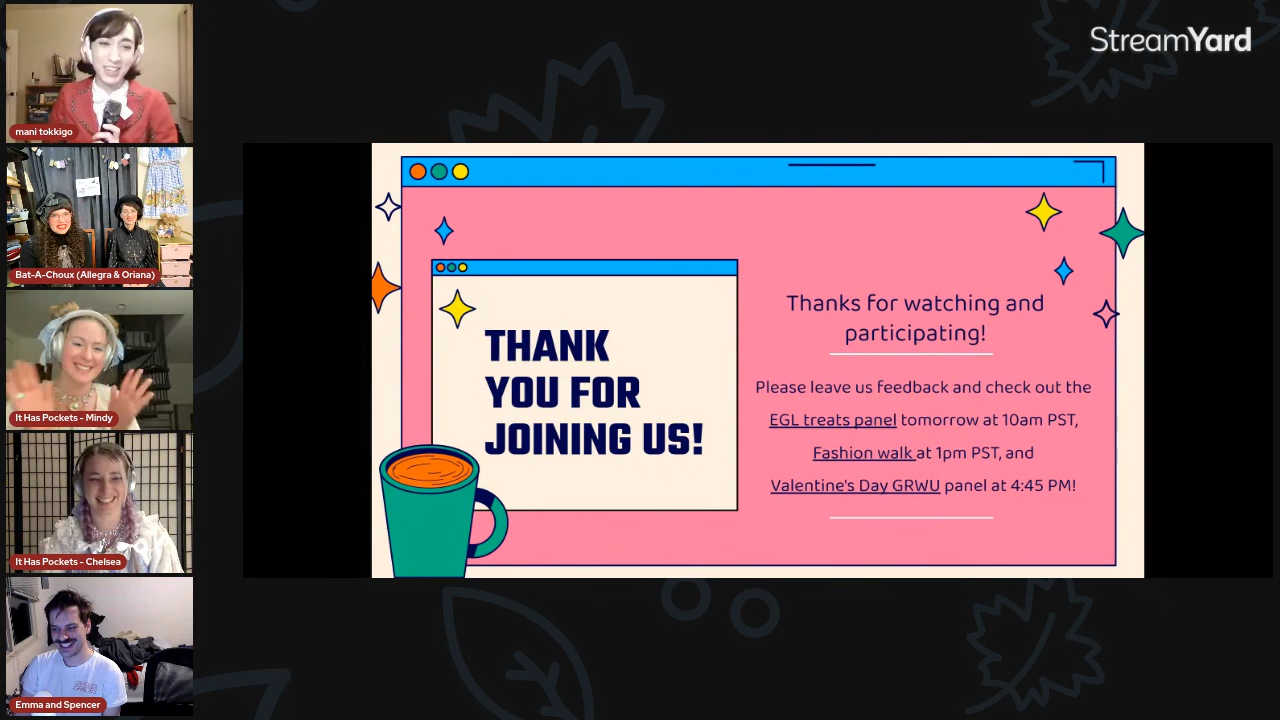 StreamYard
mani tokkigo
Bat-A-Choux (Allegra & Oriana)
It Has Pockets - Mindy
It Has Pockets - Chelsea
Emma and Spencer
THANK
YOU FOR
JOINING US!
Thanks for watching and
participating!
Please leave us feedback and check out the
EGL treats panel tomorrow at 10am PST,
Fashion walk at 1pm PST, and
Valentine's Day GRWU panel at 4:45 PM!